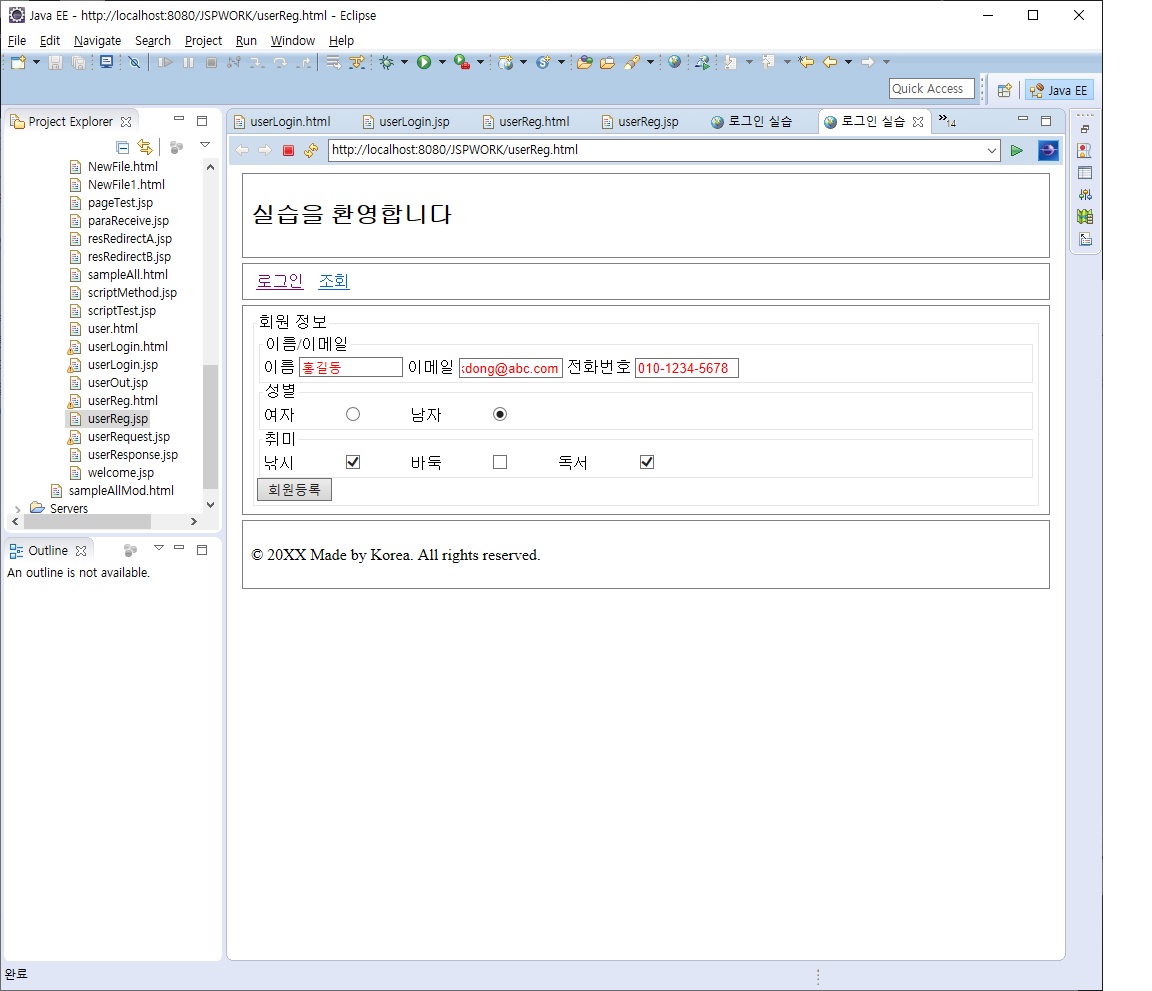 Java EE - http://localhost:8080/JSPWORK/userReg.html - Eclipse
File Edit Navigate Search Project Run Window Help
Quick Access
Java EE
Project Explorer
NewFile.html
NewFile1.html
pageTest.jsp
paraReceive.jsp
resRedirectA.jsp
resRedirectB.jsp
sampleAll.html
scriptMethod.jsp
scriptTest.jsp
user.html
userLogin.html
userLogin.jsp
userOut.jsp
userReg.html
userReg.jsp
userRequest.jsp
userResponse.jsp
welcome.jsp
sampleAllMod.html
Servers
Outline
An outline is not available.
userLogin.html userLogin.jsp userReg.html userReg.jsp 로그인 실습 로그인 실습 »14
http://localhost:8080/JSPWORK/userReg.html
실습을 환영합니다
로그인 조회
회원 정보
이름/이메일
이름 홍길동 이메일 dong@abc.com 전화번호 010-1234-5678
성별
여자 남자
취미
낚시 바둑 독서
회원등록
© 20XX Made by Korea. All rights reserved.
완료